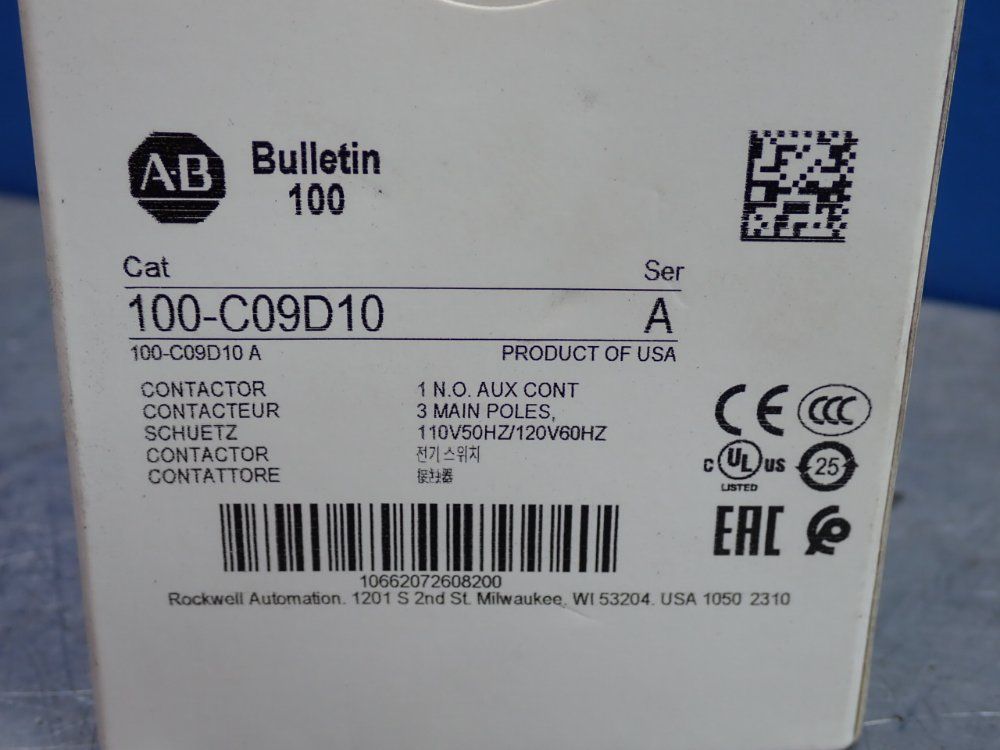 A·B
Bulletin
100
Cat Ser
100-C09D10 A
100-C09D10 A PRODUCT OF USA
CONTACTOR 1 N.O. AUX CONT
CONTACTEUR 3 MAIN POLES,
SCHUETZ 110V50HZ/120V60HZ
CONTACTOR 전기스위치
CONTATTORE 接触器
CE CCC
c UL us 25
LISTED
EAC
10662072608200
Rockwell Automation. 1201 S 2nd St. Milwaukee, WI 53204. USA 1050 2310